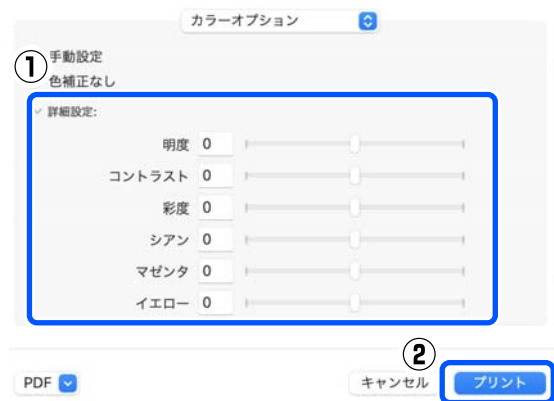 カラーオプション
① 手動設定
色補正なし
詳細設定:
明度 0
コントラスト 0
彩度 0
シアン 0
マゼンタ 0
イエロー 0
②
PDF キャンセル プリント